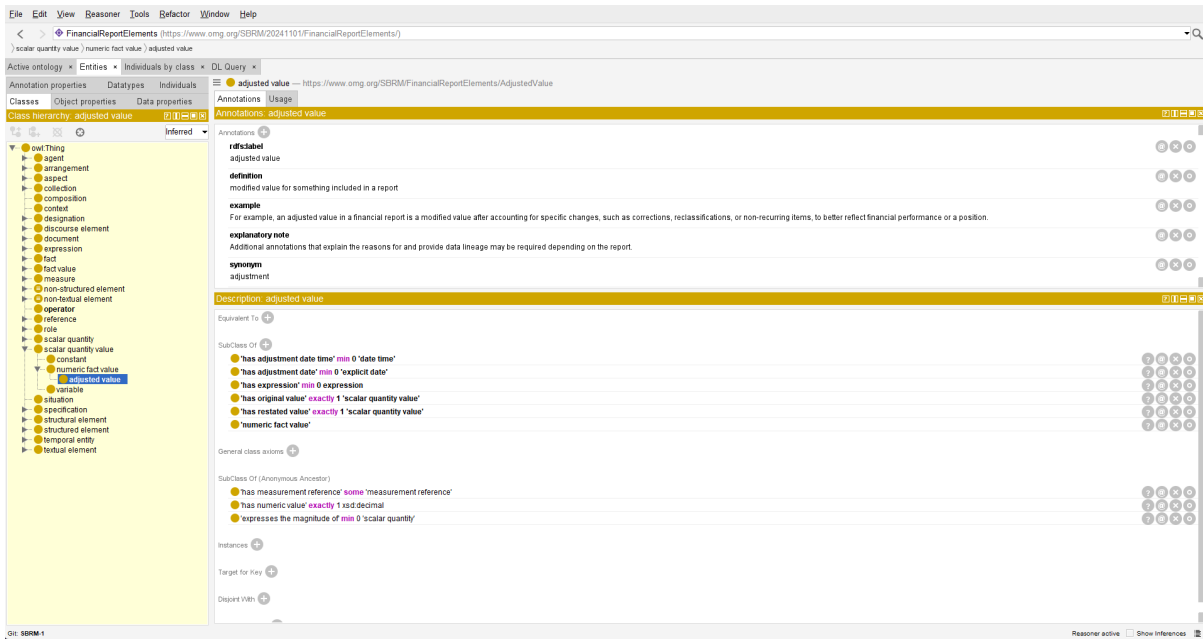 File Edit View Reasoner Tools Refactor Window Help
< > FinancialReportElements (https://www.omg.org/SBRM/20241101/FinancialReportElements/)
scalar quantity value numeric fact value adjusted value
Active ontology × Entities × Individuals by class × DL Query ×
Annotation properties Datatypes Individuals
Classes Object properties Data properties
Class hierarchy: adjusted value
Inferred
owl:Thing
agent
arrangement
aspect
collection
composition
context
designation
discourse element
document
expression
fact
fact value
measure
non-structured element
non-textual element
operator
reference
role
scalar quantity
scalar quantity value
constant
numeric fact value
adjusted value
variable
situation
specification
structural element
structured element
temporal entity
textual element
adjusted value — https://www.omg.org/SBRM/FinancialReportElements/AdjustedValue
Annotations Usage
Annotations: adjusted value
Annotations
rdfs:label
adjusted value
definition
modified value for something included in a report
example
For example, an adjusted value in a financial report is a modified value after accounting for specific changes, such as corrections, reclassifications, or non-recurring items, to better reflect financial performance or a position.
explanatory note
Additional annotations that explain the reasons for and provide data lineage may be required depending on the report.
synonym
adjustment
Description: adjusted value
Equivalent To
SubClass Of
'has adjustment date time' min 0 'date time'
'has adjustment date' min 0 'explicit date'
'has expression' min 0 expression
'has original value' exactly 1 'scalar quantity value'
'has restated value' exactly 1 'scalar quantity value'
'numeric fact value'
General class axioms
SubClass Of (Anonymous Ancestor)
'has measurement reference' some 'measurement reference'
'has numeric value' exactly 1 xsd:decimal
'expresses the magnitude of' min 0 'scalar quantity'
Instances
Target for Key
Disjoint With
Git: SBRM-1
Reasoner active Show Inferences